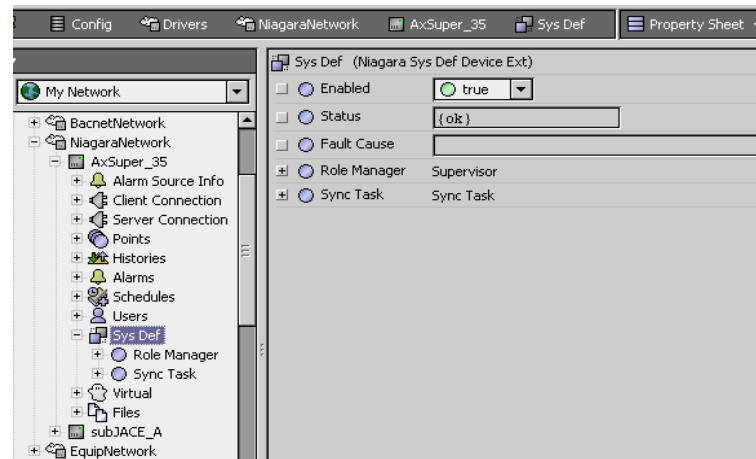 Config Drivers NiagaraNetwork AxSuper_35 Sys Def Property Sheet
My Network
BacnetNetwork
NiagaraNetwork
AxSuper_35
Alarm Source Info
Client Connection
Server Connection
Points
Histories
Alarms
Schedules
Users
Sys Def
Role Manager
Sync Task
Virtual
Files
subJACE_A
EquipNetwork
Sys Def (Niagara Sys Def Device Ext)
Enabled true
Status {ok}
Fault Cause
Role Manager Supervisor
Sync Task Sync Task